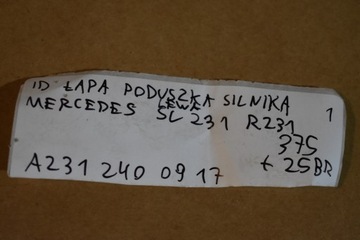 ID ŁAPA PODUSZKA SILNIKA
LEWA
MERCEDES SL 231 R231
1
375
+ 25BR
A231 240 09 17